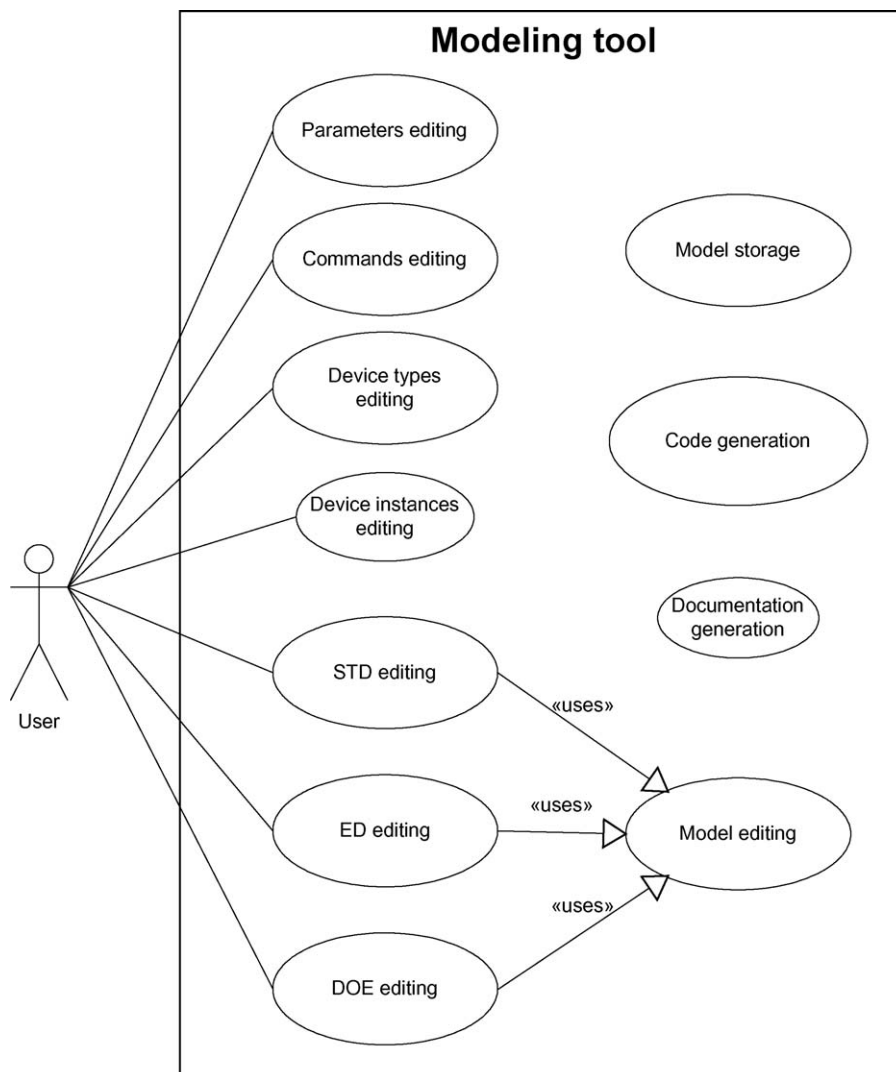 Modeling tool
Parameters editing
Commands editing
Model storage
Device types
editing
Code generation
Device instances
editing
Documentation
generation
STD editing
User
«uses»
ED editing
«uses»
Model editing
«uses»
DOE editing